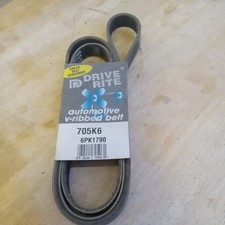 DRIVE
RITE
automotive
v-ribbed belt
705K6
6PK1790